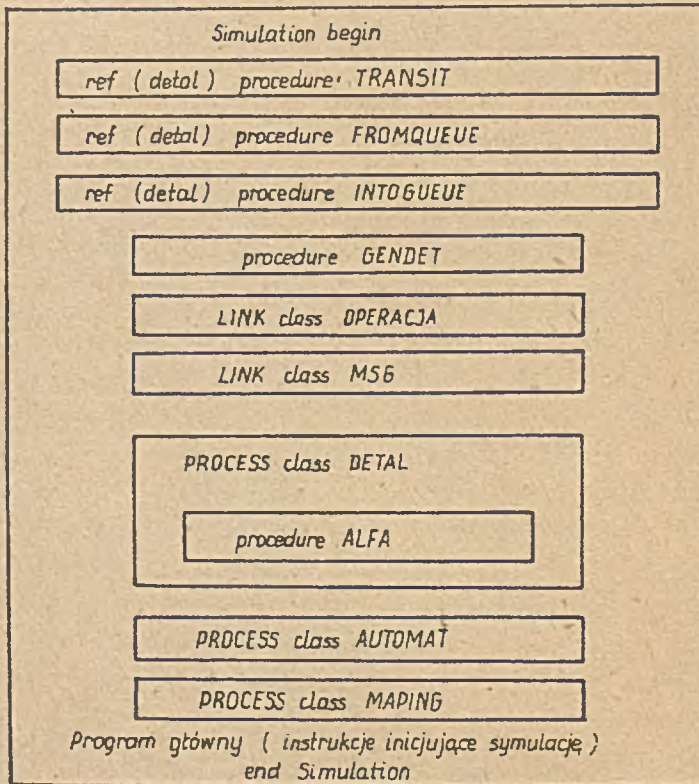 Simulation begin
ref (detal) procedure TRANSIT
ref (detal) procedure FROMQUEUE
ref (detal) procedure INTOGUEUE
procedure GENDET
LINK class OPERACJA
LINK class MSG
PROCESS class DETAL
procedure ALFA
PROCESS class AUTOMAT
PROCESS class MAPING
Program główny (instrukcje inicjujące symulację)
end Simulation